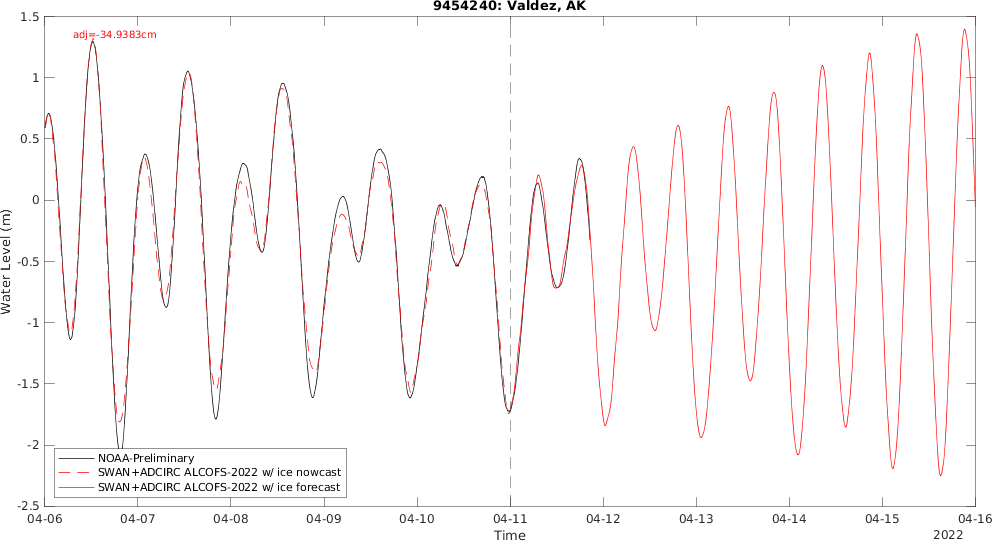 9454240: Valdez, AK
adj=-34.9383cm
1.5
1
0.5
0
-0.5
-1
-1.5
-2
-2.5
Water Level (m)
NOAA-Preliminary
SWAN+ADCIRC ALCOFS-2022 w/ ice nowcast
SWAN+ADCIRC ALCOFS-2022 w/ ice forecast
04-06 04-07 04-08 04-09 04-10 04-11 04-12 04-13 04-14 04-15 04-16
Time
2022